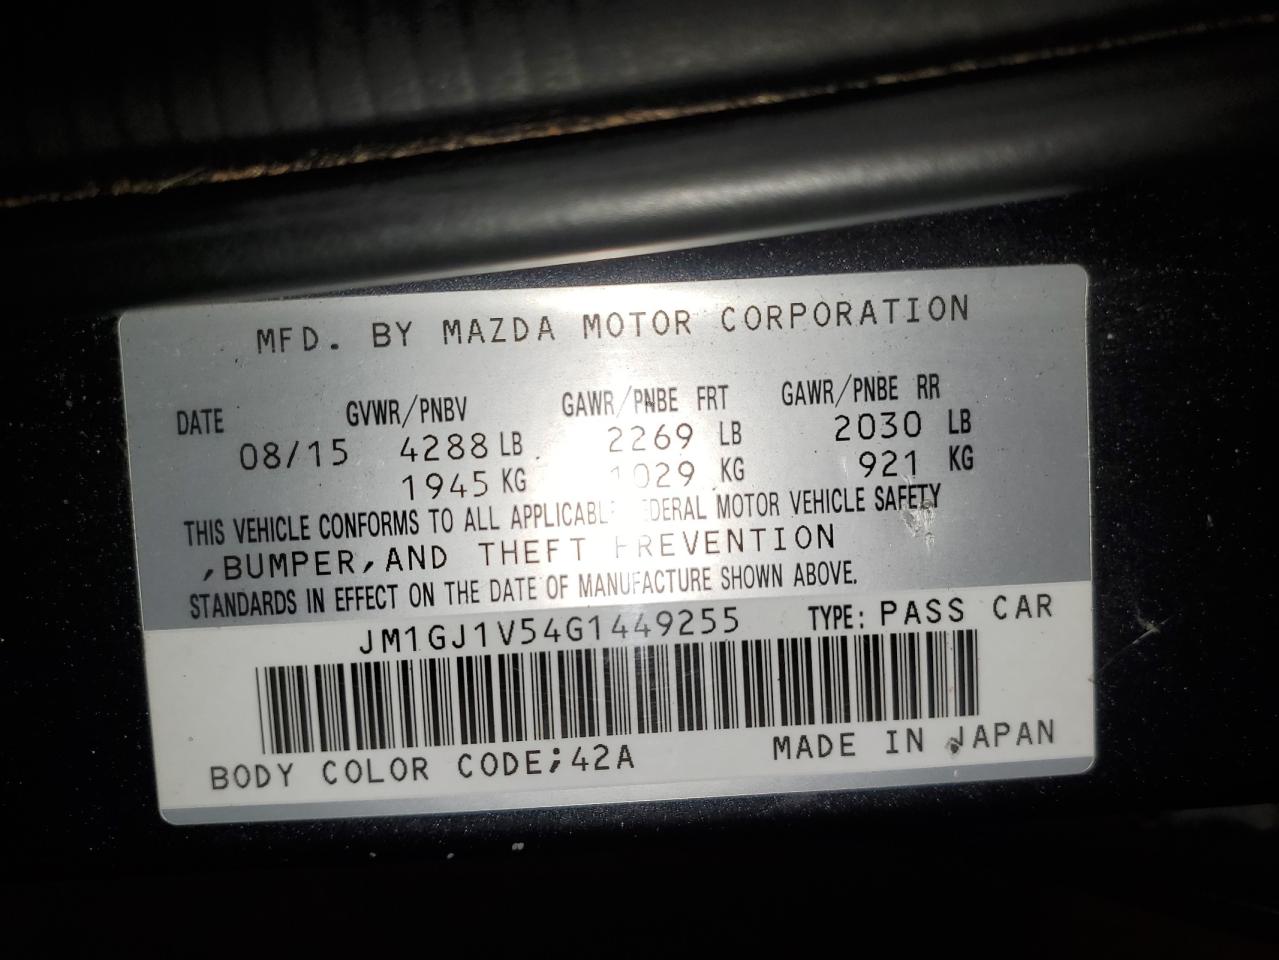 MFD. BY MAZDA MOTOR CORPORATION
DATE GVWR/PNBV GAWR/PNBE FRT GAWR/PNBE RR
08/15 4288 LB 2269 LB 2030 LB
1945 KG 1029 KG 921 KG
THIS VEHICLE CONFORMS TO ALL APPLICABLE FEDERAL MOTOR VEHICLE SAFETY
,BUMPER,AND THEFT PREVENTION
STANDARDS IN EFFECT ON THE DATE OF MANUFACTURE SHOWN ABOVE.
JM1GJ1V54G1449255 TYPE: PASS CAR
BODY COLOR CODE;42A MADE IN JAPAN